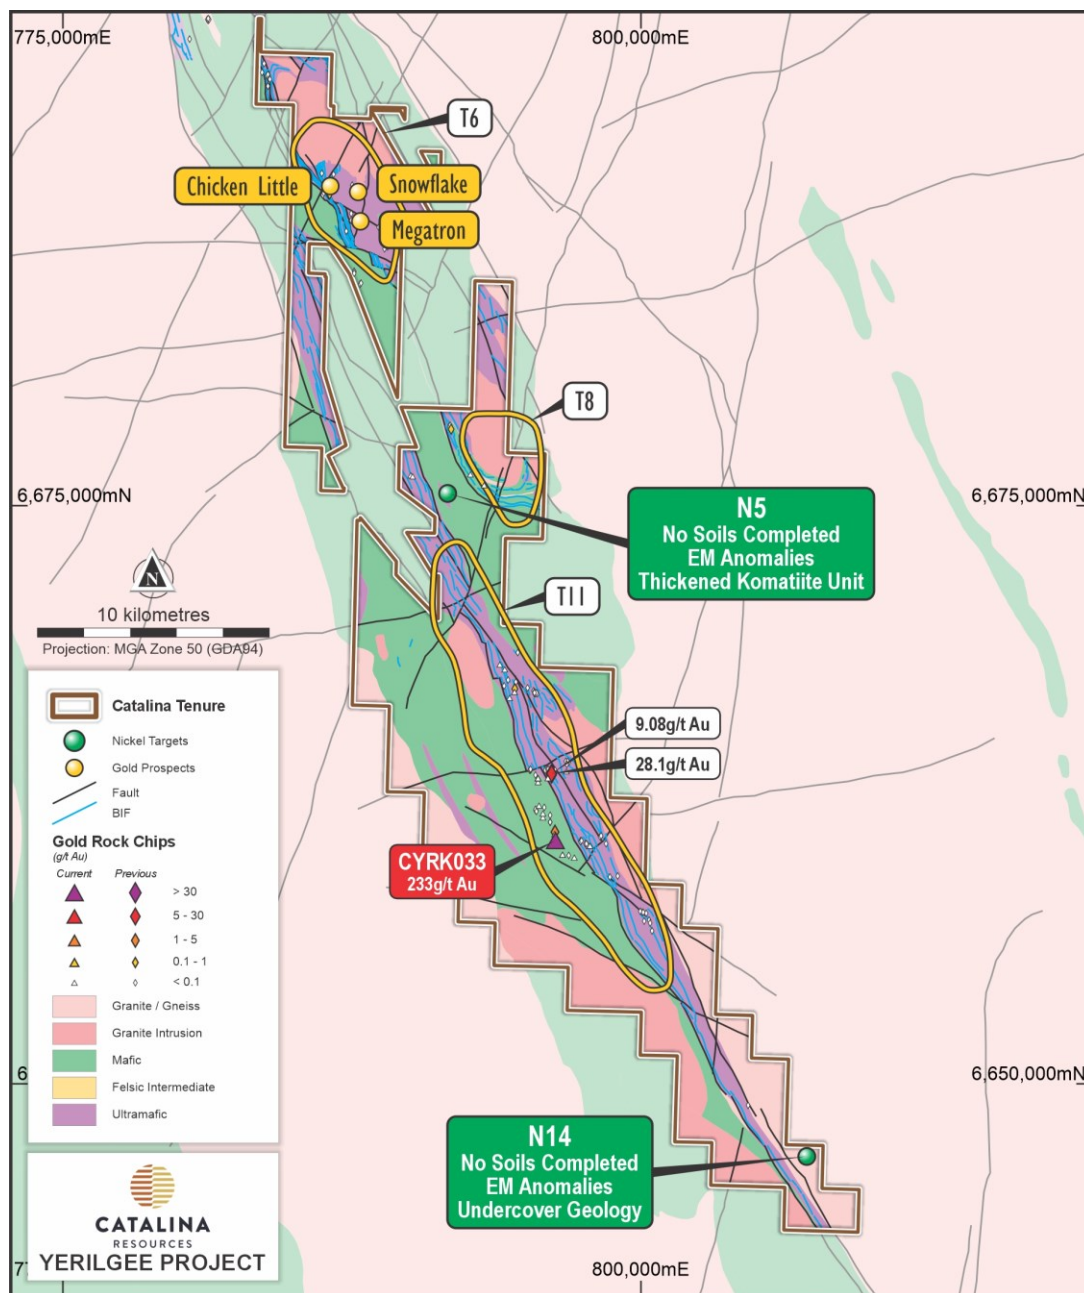 775,000mE
800,000mE
T6
Chicken Little
Snowflake
Megatron
T8
6,675,000mN
6,675,000mN
N5
No Soils Completed
EM Anomalies
Thickened Komatiite Unit
N
10 kilometres
Projection: MGA Zone 50 (GDA94)
T11
Catalina Tenure
Nickel Targets
Gold Prospects
Fault
BIF
Gold Rock Chips
(g/t Au)
Current Previous
> 30
5 - 30
1 - 5
0.1 - 1
< 0.1
Granite / Gneiss
Granite Intrusion
Mafic
Felsic Intermediate
Ultramafic
9.08g/t Au
28.1g/t Au
CYRK033
233g/t Au
6
6,650,000mN
N14
No Soils Completed
EM Anomalies
Undercover Geology
CATALINA
RESOURCES
YERILGEE PROJECT
77
800,000mE